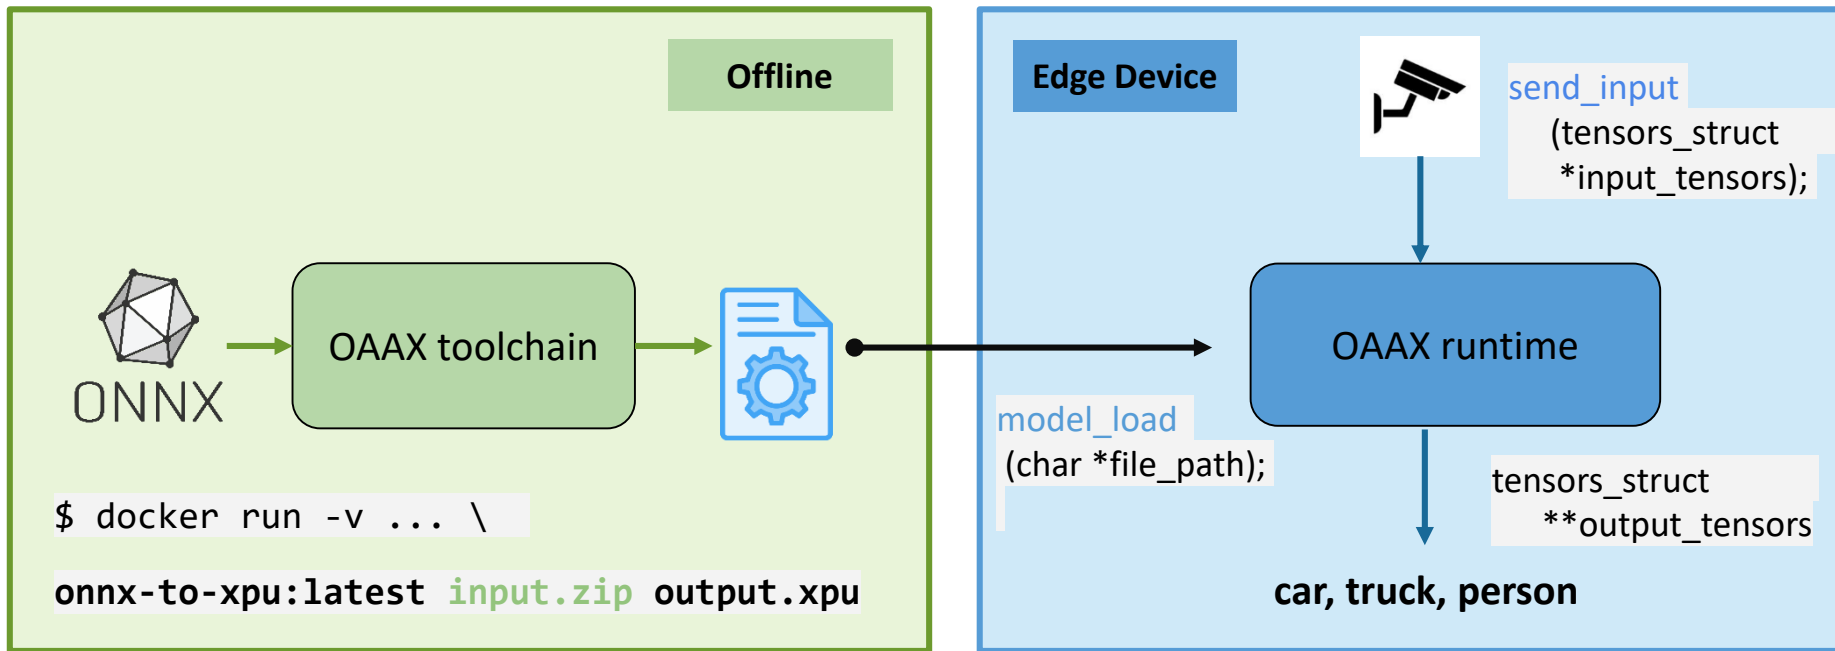 Offline
ONNX
OAAX toolchain
$ docker run -v ... \
onnx-to-xpu:latest input.zip output.xpu
Edge Device
send_input
(tensors_struct
*input_tensors);
OAAX runtime
model_load
(char *file_path);
tensors_struct
**output_tensors
car, truck, person